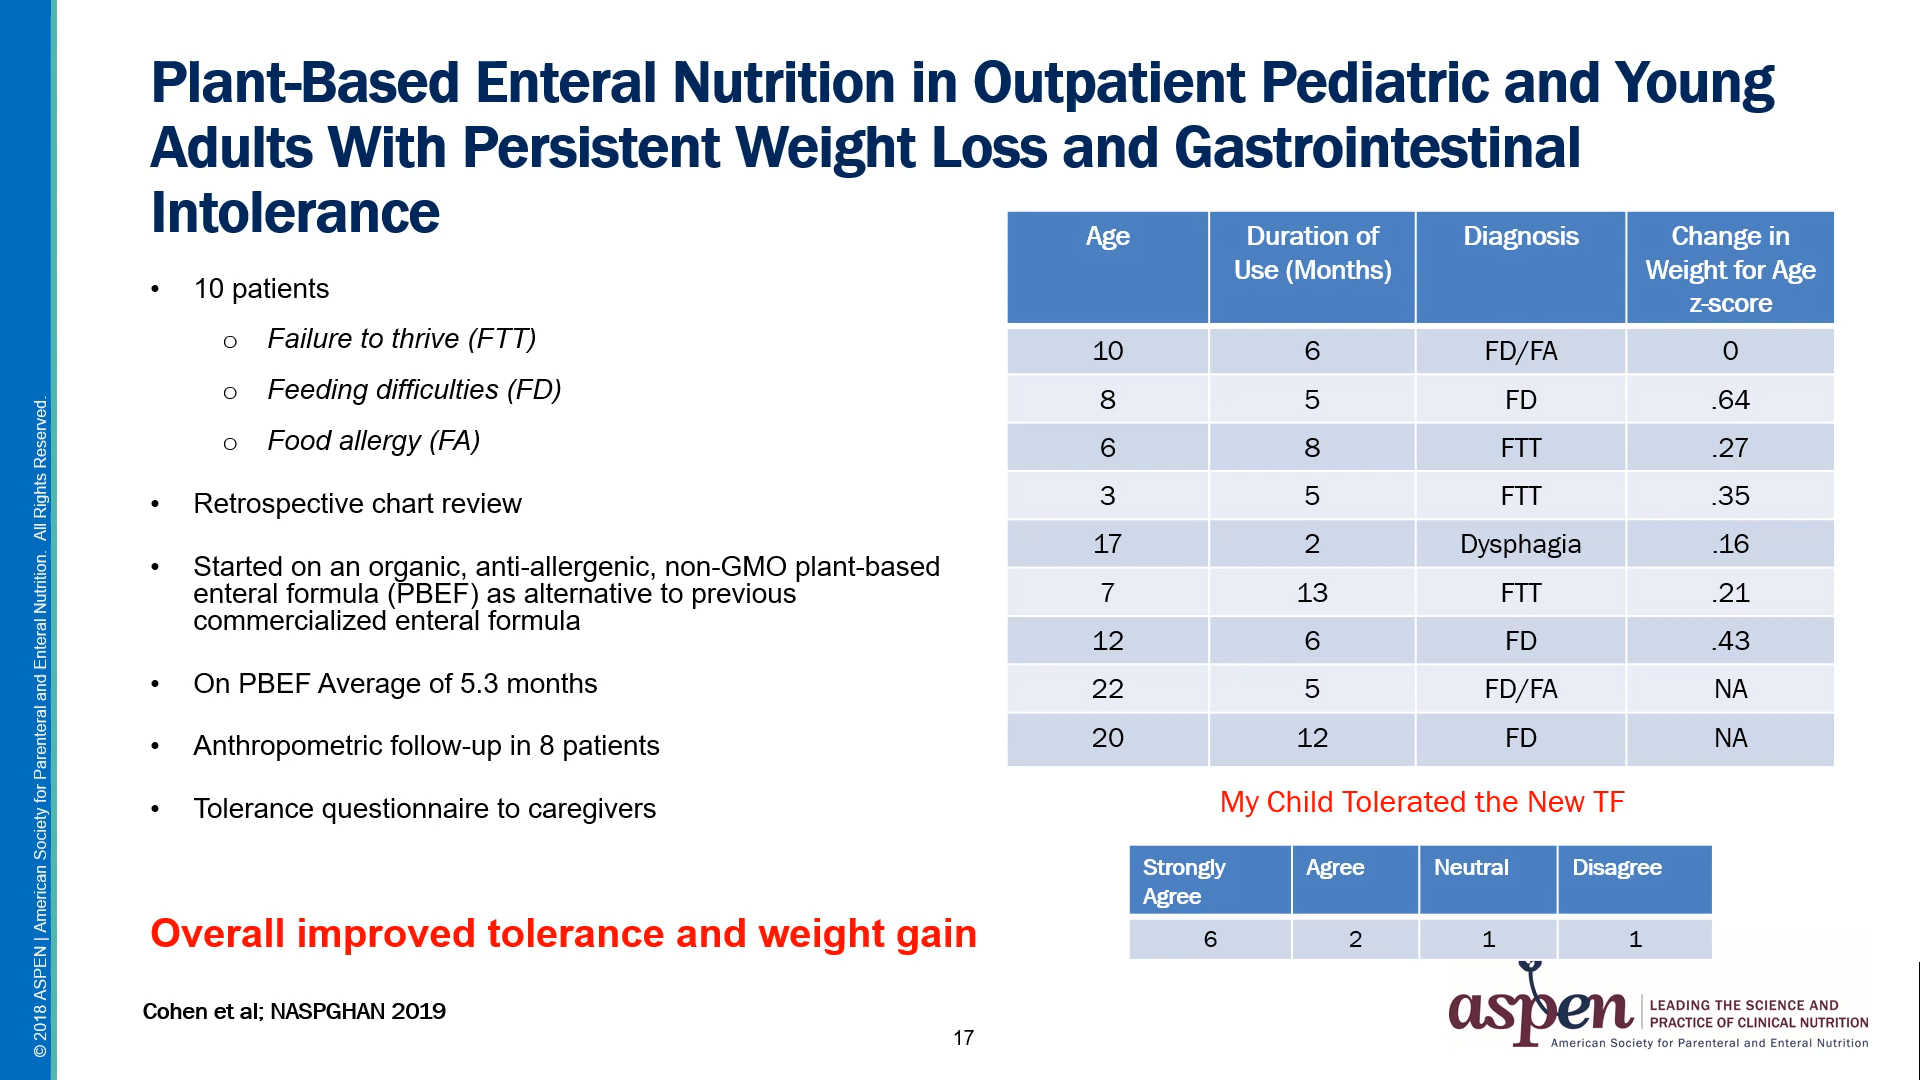 Plant-Based Enteral Nutrition in Outpatient Pediatric and Young
Adults With Persistent Weight Loss and Gastrointestinal
Intolerance
• 10 patients
o Failure to thrive (FTT)
o Feeding difficulties (FD)
o Food allergy (FA)
• Retrospective chart review
• Started on an organic, anti-allergenic, non-GMO plant-based
enteral formula (PBEF) as alternative to previous
commercialized enteral formula
• On PBEF Average of 5.3 months
• Anthropometric follow-up in 8 patients
• Tolerance questionnaire to caregivers
Overall improved tolerance and weight gain
Cohen et al; NASPGHAN 2019
Age Duration of Use (Months) Diagnosis Change in Weight for Age z-score
10 6 FD/FA 0
8 5 FD .64
6 8 FTT .27
3 5 FTT .35
17 2 Dysphagia .16
7 13 FTT .21
12 6 FD .43
22 5 FD/FA NA
20 12 FD NA
My Child Tolerated the New TF
Strongly Agree Agree Neutral Disagree
6 2 1 1
17
aspen
LEADING THE SCIENCE AND
PRACTICE OF CLINICAL NUTRITION
American Society for Parenteral and Enteral Nutrition
© 2018 ASPEN | American Society for Parenteral and Enteral Nutrition. All Rights Reserved.